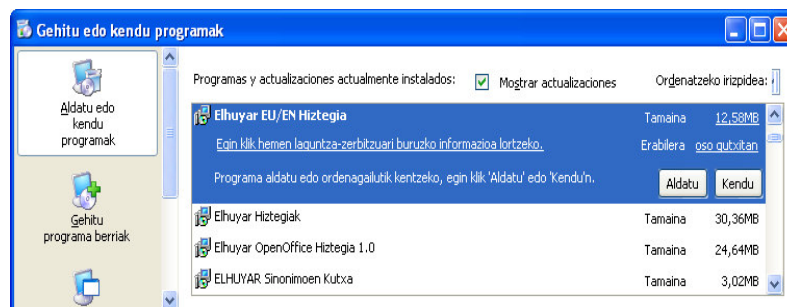 Gehitu edo kendu programak
Aldatu edo kendu programak
Gehitu programa berriak
Programas y actualizaciones actualmente instalados: Mostrar actualizaciones Ordenatzeko irizpidea:
Elhuyar EU/EN Hiztegia Tamaina 12,58MB
Egin klik hemen laguntza-zerbitzuari buruzko informazioa lortzeko. Erabilera oso gutxitan
Programa aldatu edo ordenagailutik kentzeko, egin klik 'Aldatu' edo 'Kendu'n. Aldatu Kendu
Elhuyar Hiztegiak Tamaina 30,36MB
Elhuyar OpenOffice Hiztegia 1.0 Tamaina 24,64MB
ELHUYAR Sinonimoen Kutxa Tamaina 3,02MB